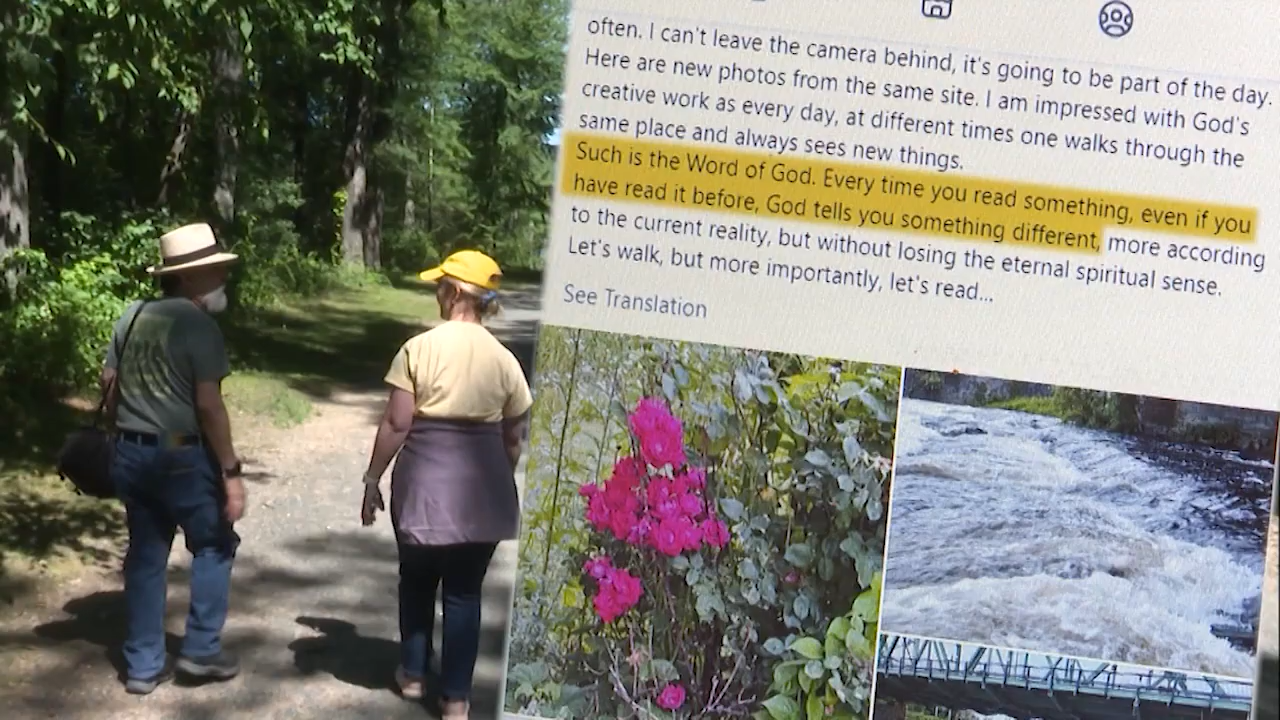 often. I can't leave the camera behind, it's going to be part of the day.
Here are new photos from the same site. I am impressed with God's
creative work as every day, at different times one walks through the
same place and always sees new things.
Such is the Word of God. Every time you read something, even if you
have read it before, God tells you something different, more according
to the current reality, but without losing the eternal spiritual sense.
Let's walk, but more importantly, let's read...
See Translation